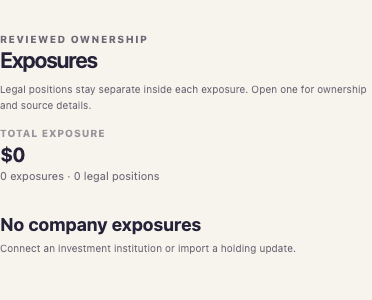 REVIEWED OWNERSHIP
Exposures
Legal positions stay separate inside each exposure. Open one for ownership
and source details.
TOTAL EXPOSURE
$0
0 exposures · 0 legal positions
No company exposures
Connect an investment institution or import a holding update.